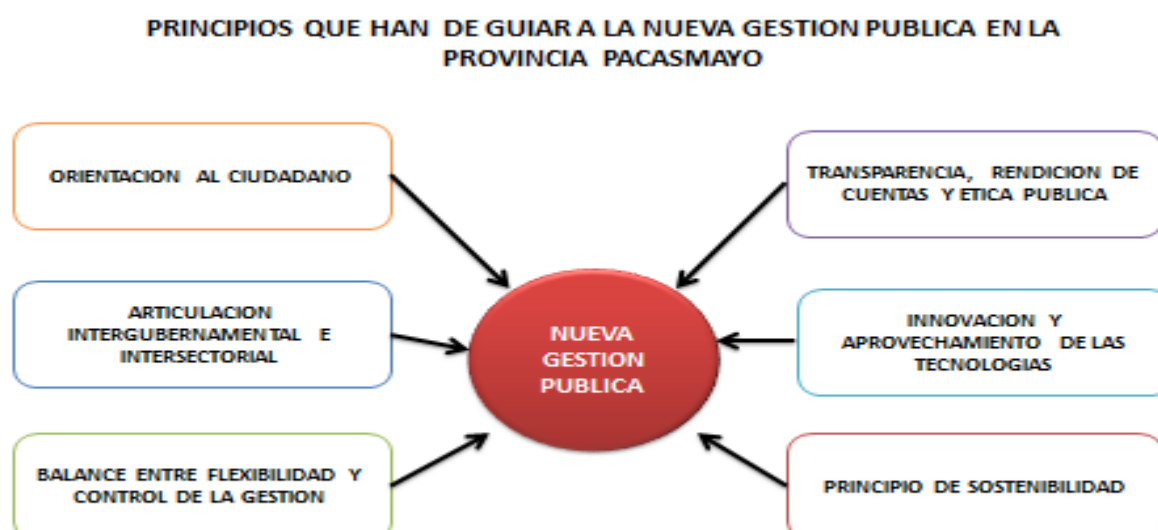 PRINCIPIOS QUE HAN DE GUIAR A LA NUEVA GESTION PUBLICA EN LA
PROVINCIA PACASMAYO
ORIENTACION AL CIUDADANO
ARTICULACION
INTERGUBERNAMENTAL E
INTERSECTORIAL
BALANCE ENTRE FLEXIBILIDAD Y
CONTROL DE LA GESTION
NUEVA
GESTION
PUBLICA
TRANSPARENCIA, RENDICION DE
CUENTAS Y ETICA PUBLICA
INNOVACION Y
APROVECHAMIENTO DE LAS
TECNOLOGIAS
PRINCIPIO DE SOSTENIBILIDAD